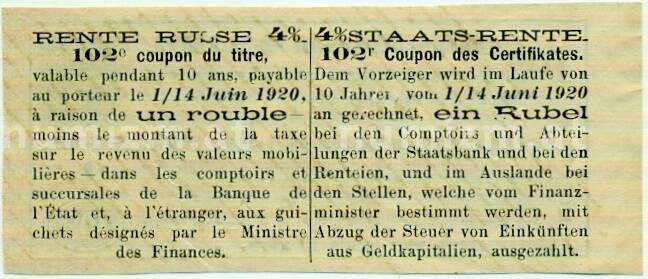 RENTE RUSSE 4%.
102e coupon du titre,
valable pendant 10 ans, payable
au porteur le 1/14 Juin 1920,
à raison de un rouble —
moins le montant de la taxe
sur le revenu des valeurs mobi-
lières — dans les comptoirs et
succursales de la Banque de
l'État et, à l'étranger, aux gui-
chets désignés par le Ministre
des Finances.
4% STAATS-RENTE.
102r Coupon des Certifikates.
Dem Vorzeiger wird im Laufe von
10 Jahren, vom 1/14 Juni 1920
an gerechnet, ein Rubel
bei den Comptoirs und Abtei-
lungen der Staatsbank und bei den
Renteien, und im Auslande bei
den Stellen, welche vom Finanz-
minister bestimmt werden, mit
Abzug der Steuer von Einkünften
aus Geldkapitalien, ausgezahlt.